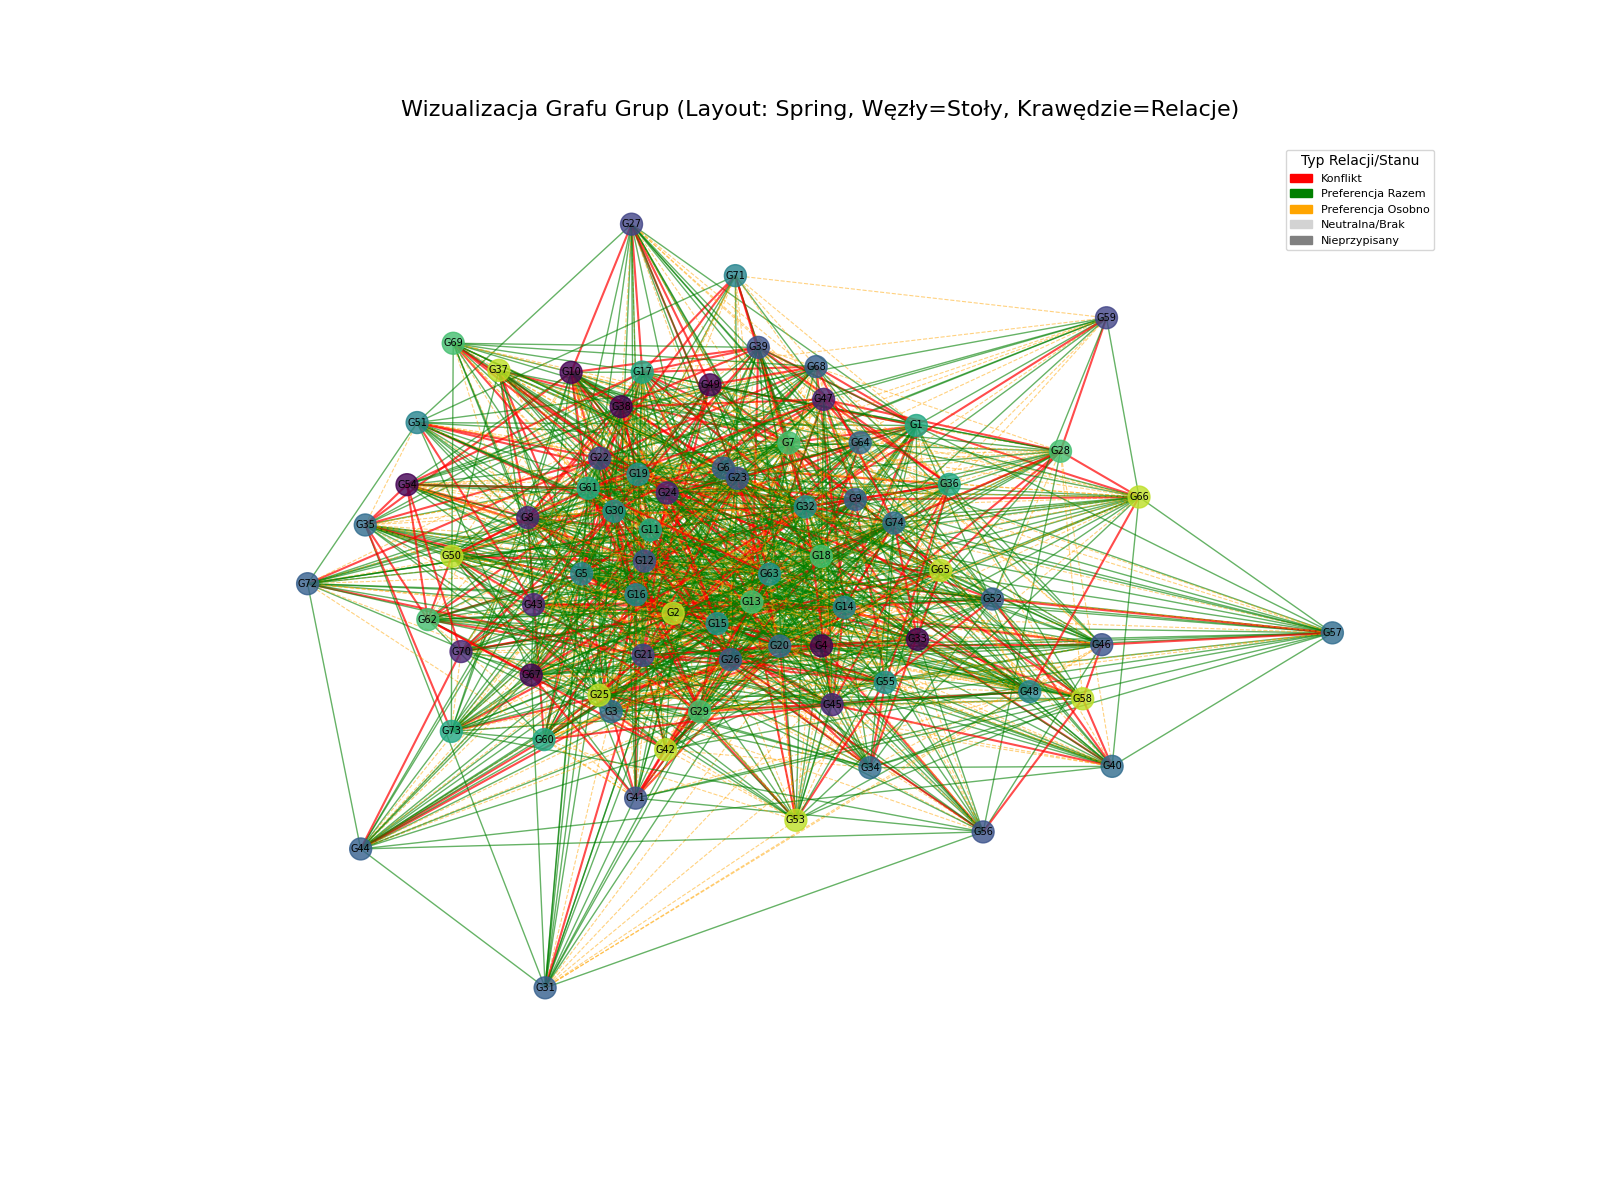 Wizualizacja Grafu Grup (Layout: Spring, Węzły=Stoły, Krawędzie=Relacje)
Typ Relacji/Stanu
Konflikt
Preferencja Razem
Preferencja Osobno
Neutralna/Brak
Nieprzypisany
G27
G71
G59
G69
G39
G37
G10
G17
G68
G49
G47
G38
G51
G1
G7
G64
G28
G22
G6
G19
G23
G54
G36
G61
G24
G66
G9
G32
G30
G8
G35
G74
G11
G50
G18
G12
G65
G5
G63
G72
G16
G52
G13
G43
G14
G2
G62
G15
G57
G33
G46
G20
G4
G70
G21
G26
G67
G55
G48
G25
G58
G45
G3
G29
G73
G60
G42
G40
G34
G41
G53
G56
G44
G31